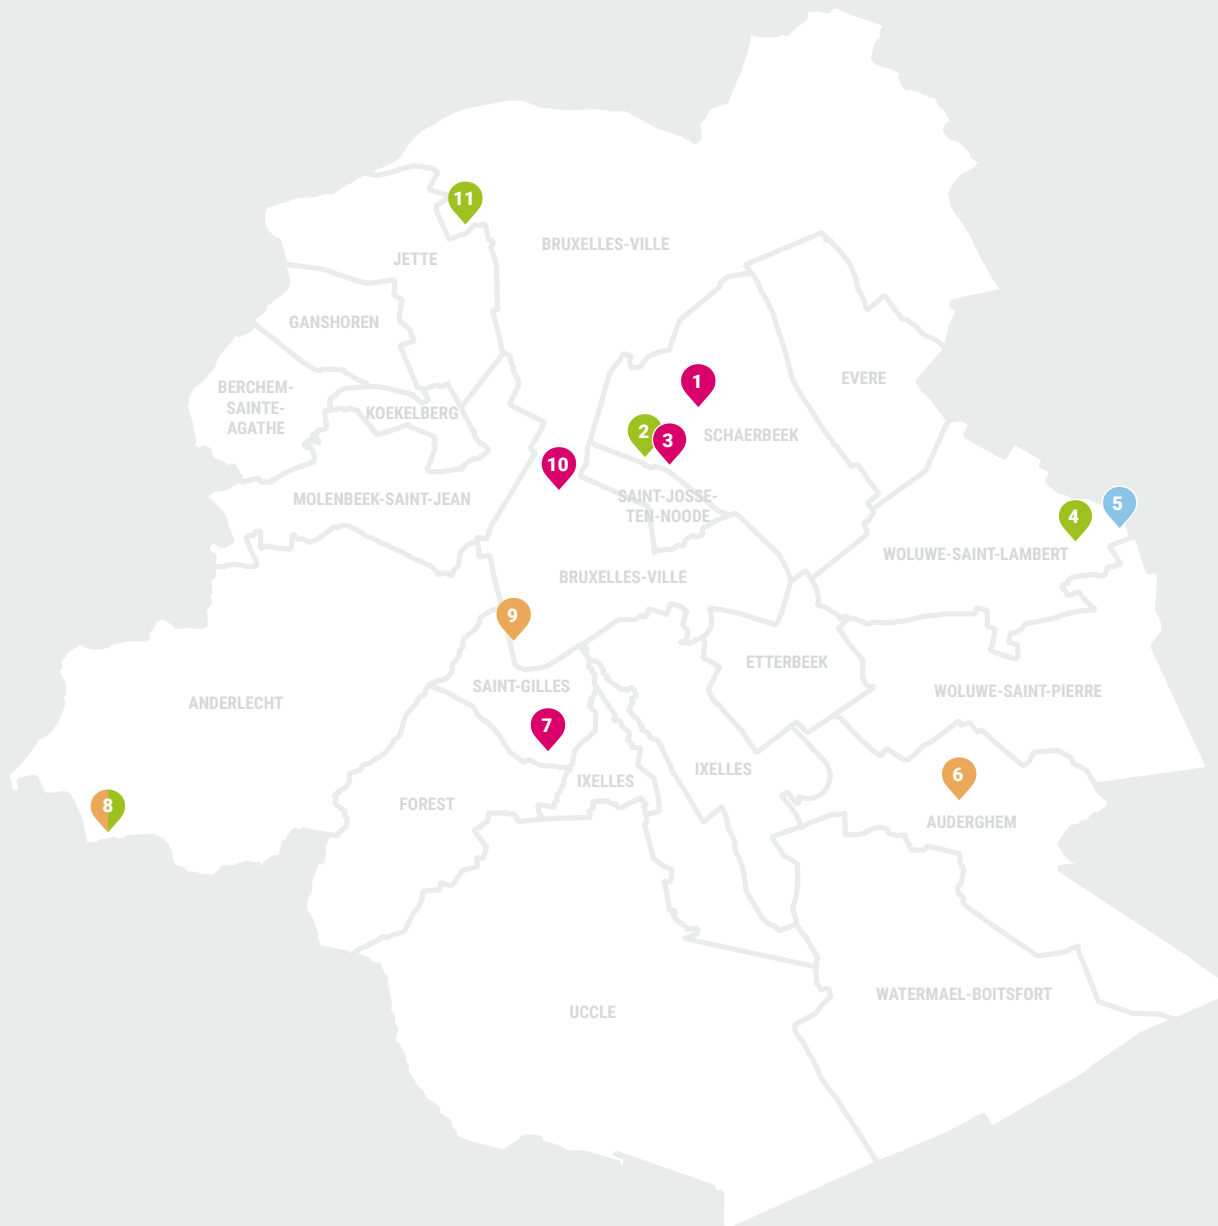 11
BRUXELLES-VILLE
JETTE
GANSHOREN
1
EVERE
BERCHEM-
SAINTE-
AGATHE
KOEKELBERG
2
3
SCHAERBEEK
10
MOLENBEEK-SAINT-JEAN
SAINT-JOSSE-
TEN-NOODE
4
5
WOLUWE-SAINT-LAMBERT
BRUXELLES-VILLE
9
ETTERBEEK
SAINT-GILLES
WOLUWE-SAINT-PIERRE
ANDERLECHT
7
IXELLES
6
IXELLES
8
FOREST
AUDERGHEM
WATERMAEL-BOITSFORT
UCCLE